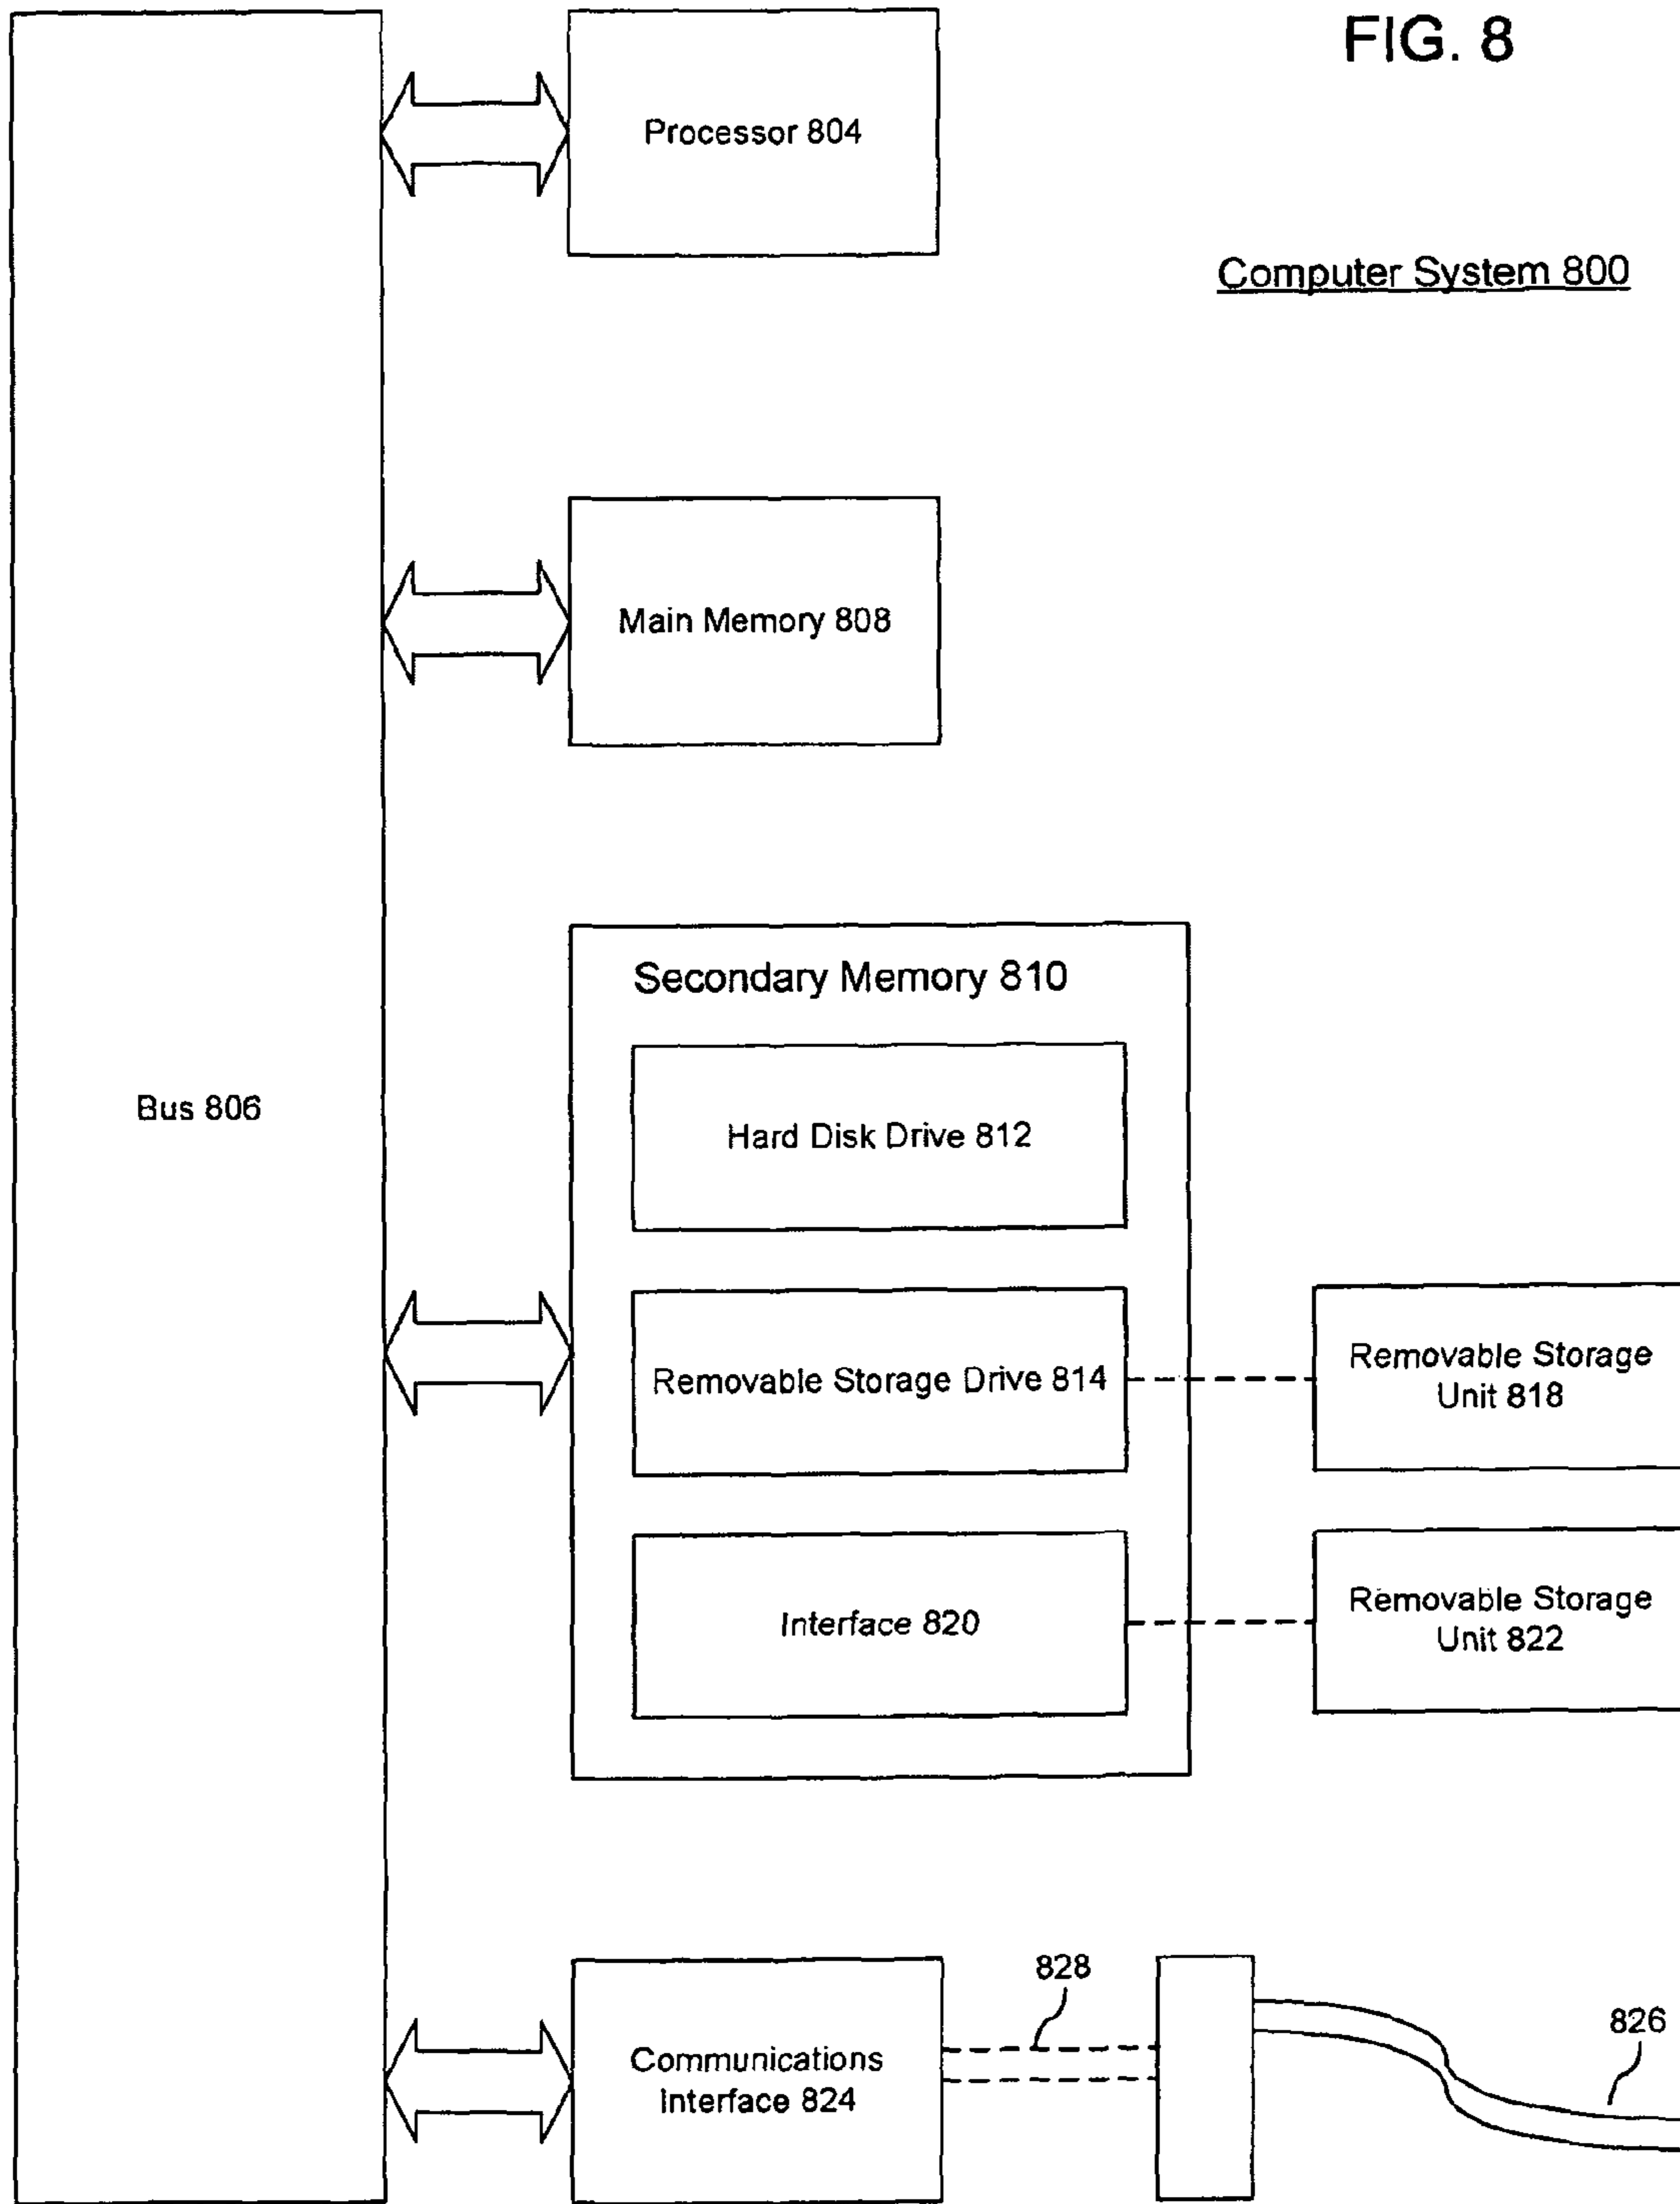 FIG. 8
Processor 804
Computer System 800
Main Memory 808
Secondary Memory 810
Bus 806
Hard Disk Drive 812
Removable Storage Drive 814
Removable Storage
Unit 818
Interface 820
Removable Storage
Unit 822
828
826
Communications
Interface 824